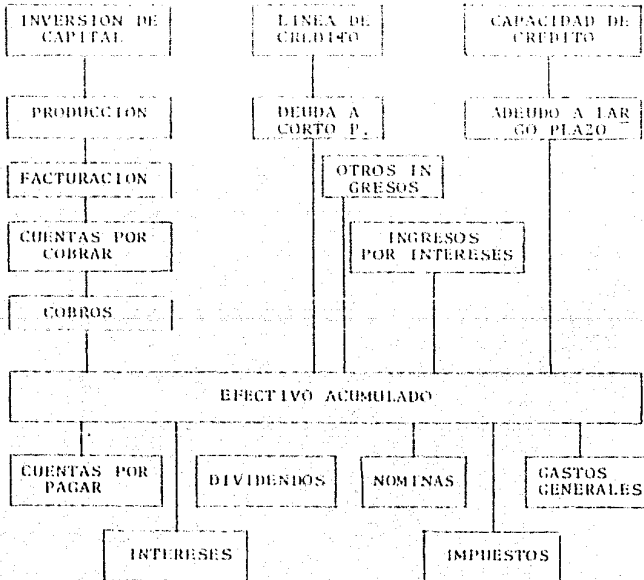 INVERSION DE
CAPITAL
LINEA DE
CREDITO
CAPACIDAD DE
CREDITO
PRODUCCION
DEUDA A
CORTO P.
ADEUDO A LAR
GO PLAZO
FACTURACION
OTROS IN
GRESOS
CUENTAS POR
COBRAR
INGRESOS
POR INTERESES
COBROS
EFECTIVO ACUMULADO
CUENTAS POR
PAGAR
DIVIDENDOS
NOMINAS
GASTOS
GENERALES
INTERESES
IMPUESTOS